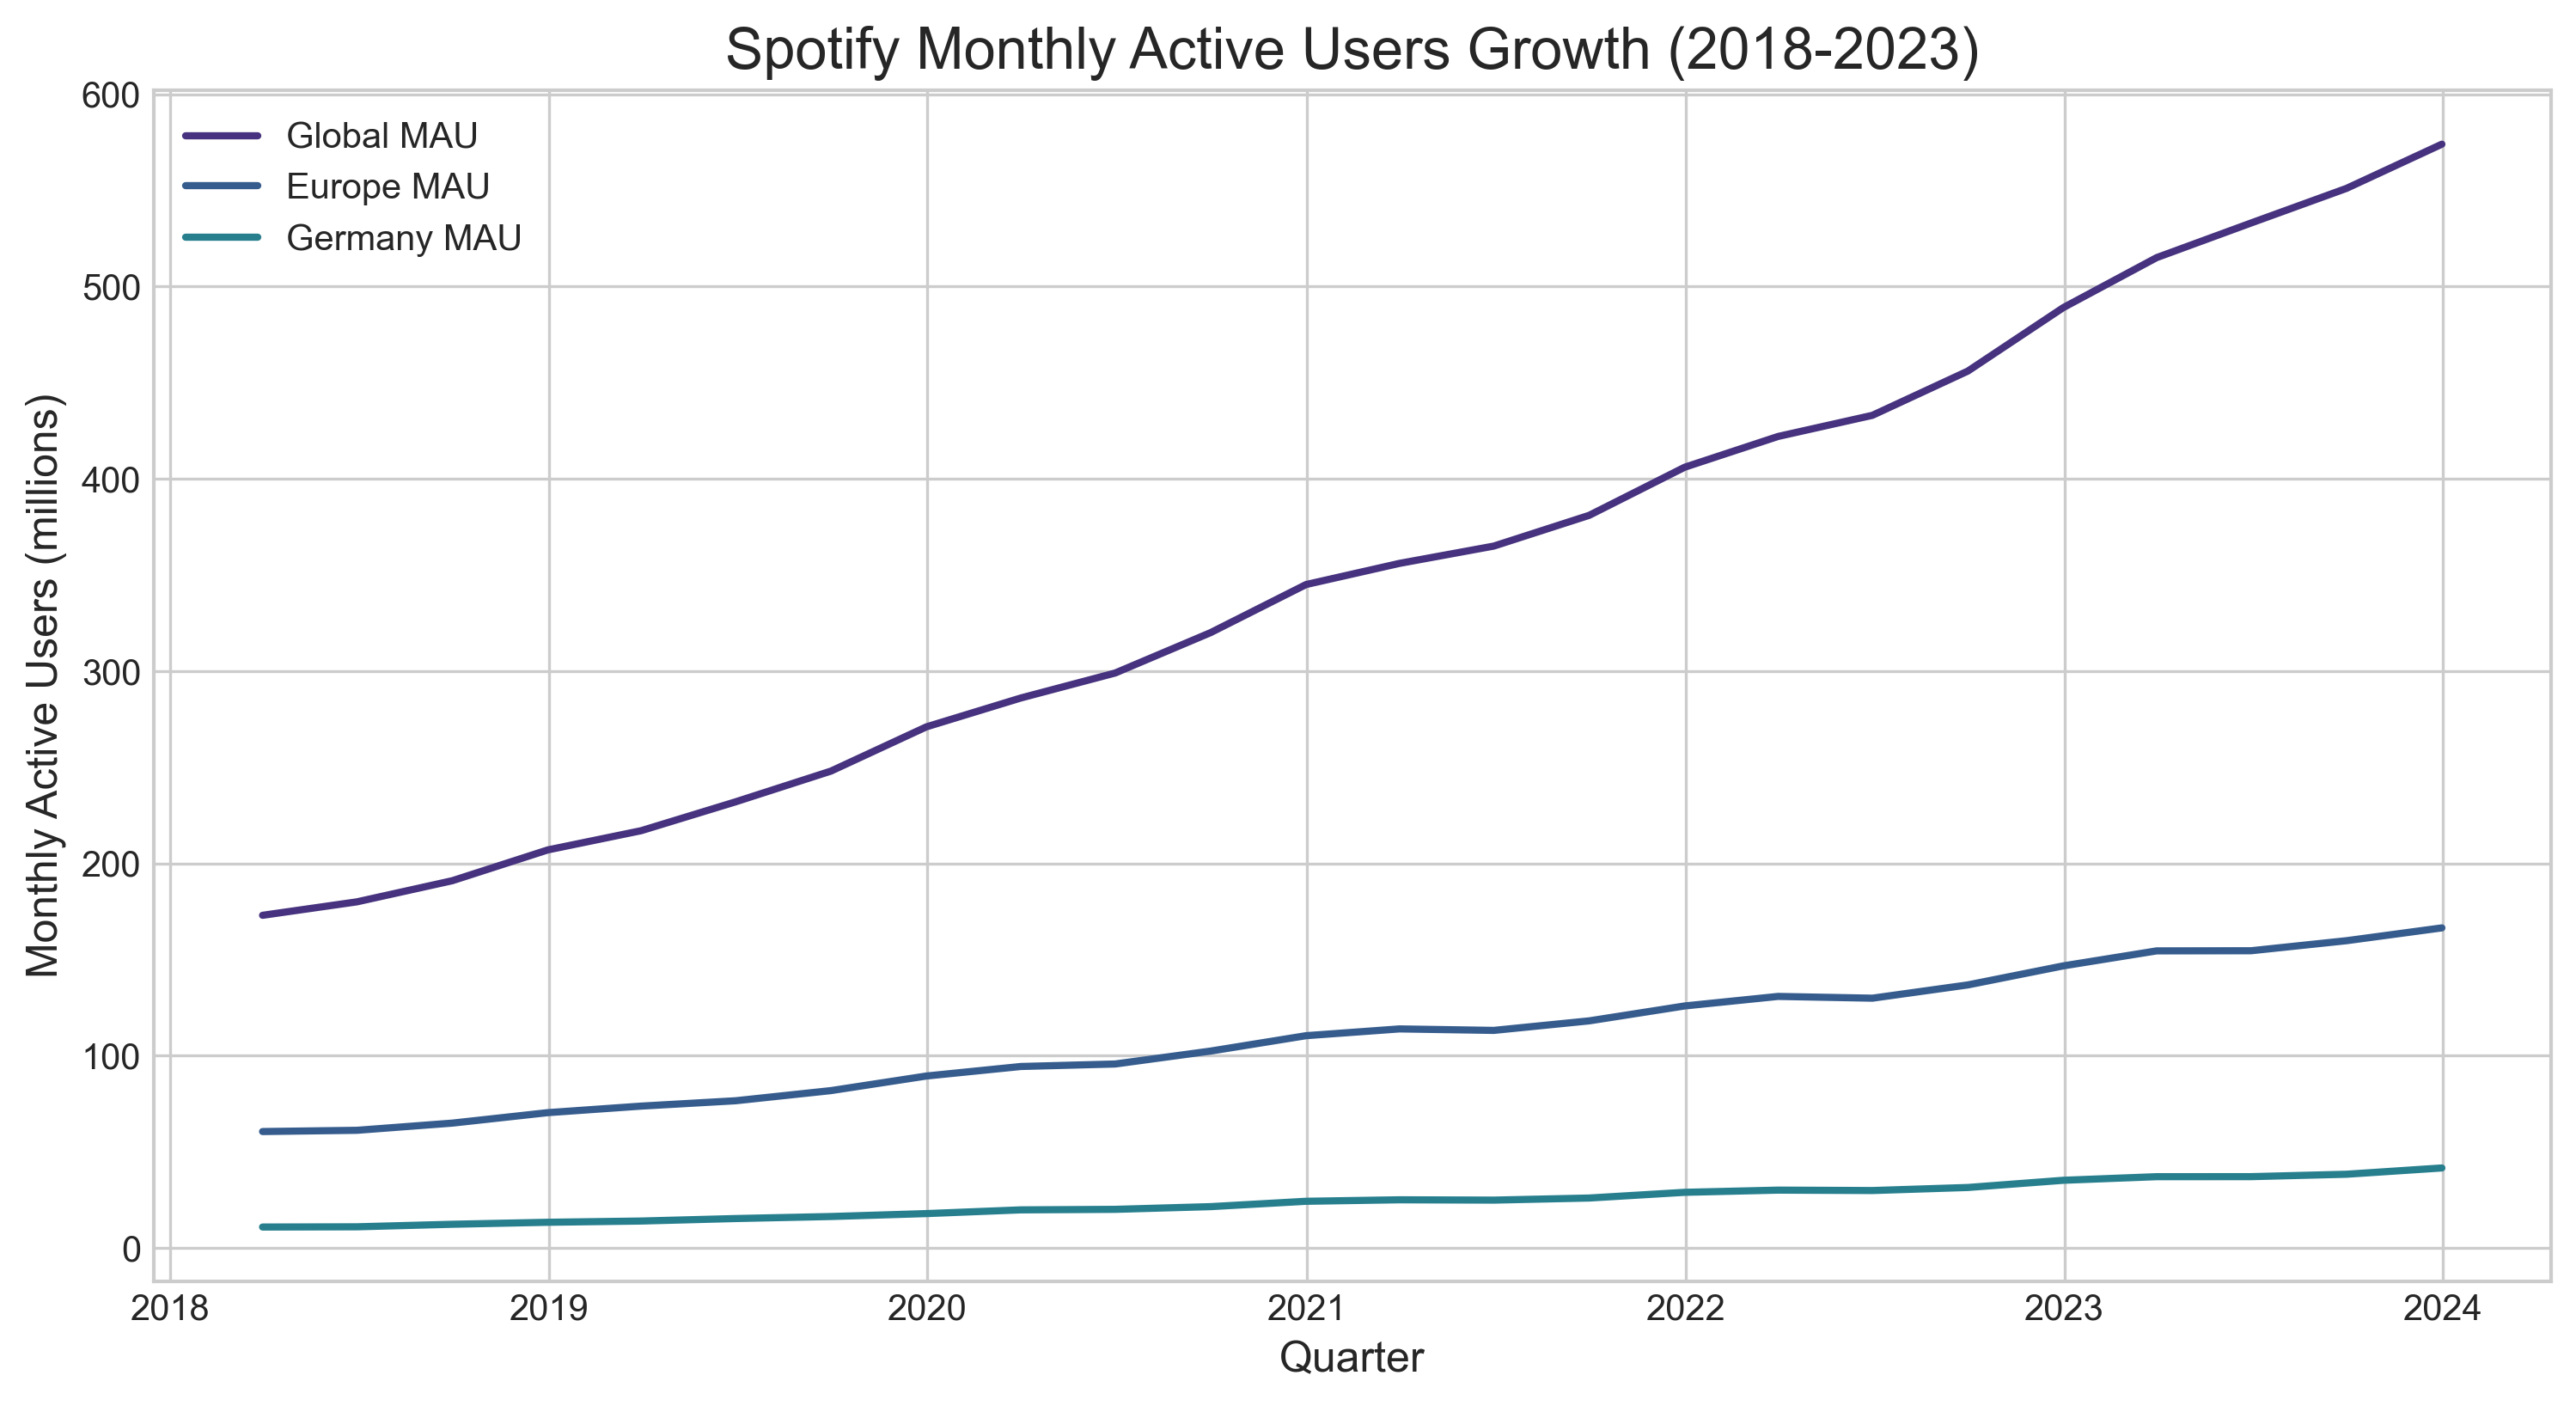 Spotify Monthly Active Users Growth (2018-2023)
Global MAU
Europe MAU
Germany MAU
Monthly Active Users (millions)
600
500
400
300
200
100
0
2018 2019 2020 2021 2022 2023 2024
Quarter